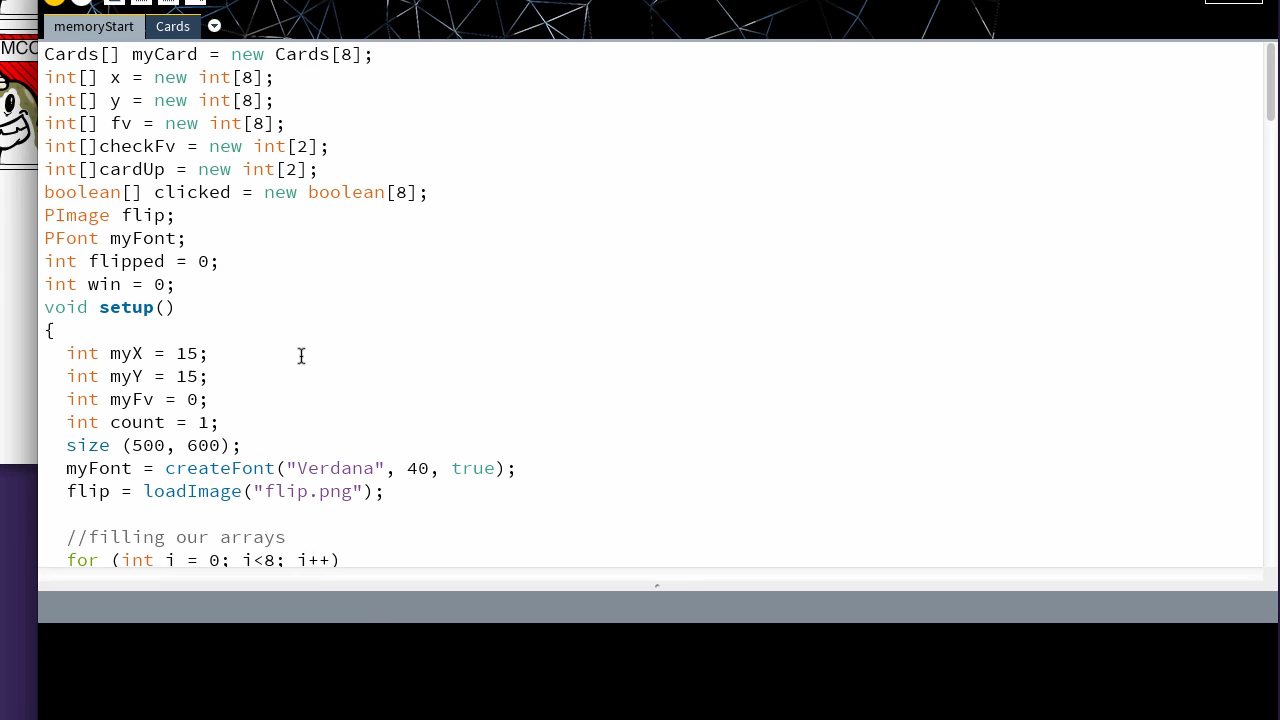 memoryStart Cards
MCC
Cards[] myCard = new Cards[8];
int[] x = new int[8];
int[] y = new int[8];
int[] fv = new int[8];
int[]checkFv = new int[2];
int[]cardUp = new int[2];
boolean[] clicked = new boolean[8];
PImage flip;
PFont myFont;
int flipped = 0;
int win = 0;
void setup()
{
int myX = 15;
int myY = 15;
int myFv = 0;
int count = 1;
size (500, 600);
myFont = createFont("Verdana", 40, true);
flip = loadImage("flip.png");
//filling our arrays
for (int i = 0; i<8; i++)